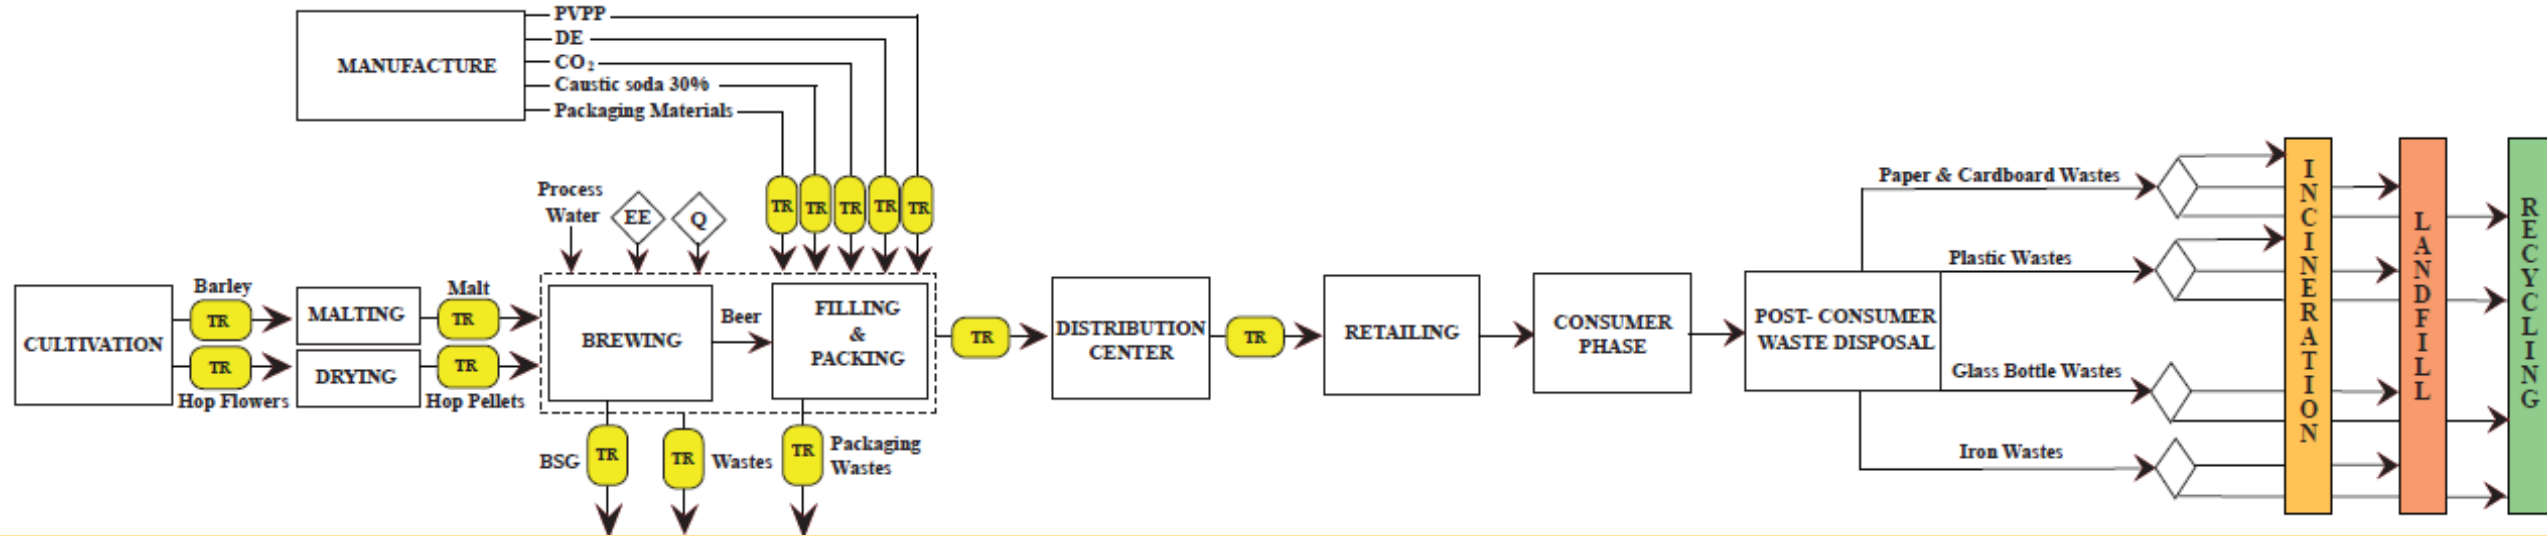 PVPP
DE
MANUFACTURE
CO₂
Caustic soda 30%
Packaging Materials
Process
Water
EE
Q
TR
TR
TR
TR
TR
Barley
TR
MALTING
Malt
TR
CULTIVATION
TR
Hop Flowers
DRYING
TR
Hop Pellets
BREWING
Beer
FILLING
&
PACKING
BSG
TR
TR
Wastes
TR
Packaging
Wastes
TR
DISTRIBUTION
CENTER
TR
RETAILING
CONSUMER
PHASE
POST- CONSUMER
WASTE DISPOSAL
Paper & Cardboard Wastes
Plastic Wastes
Glass Bottle Wastes
Iron Wastes
INCINERATION
LANDFILL
RECYCLING